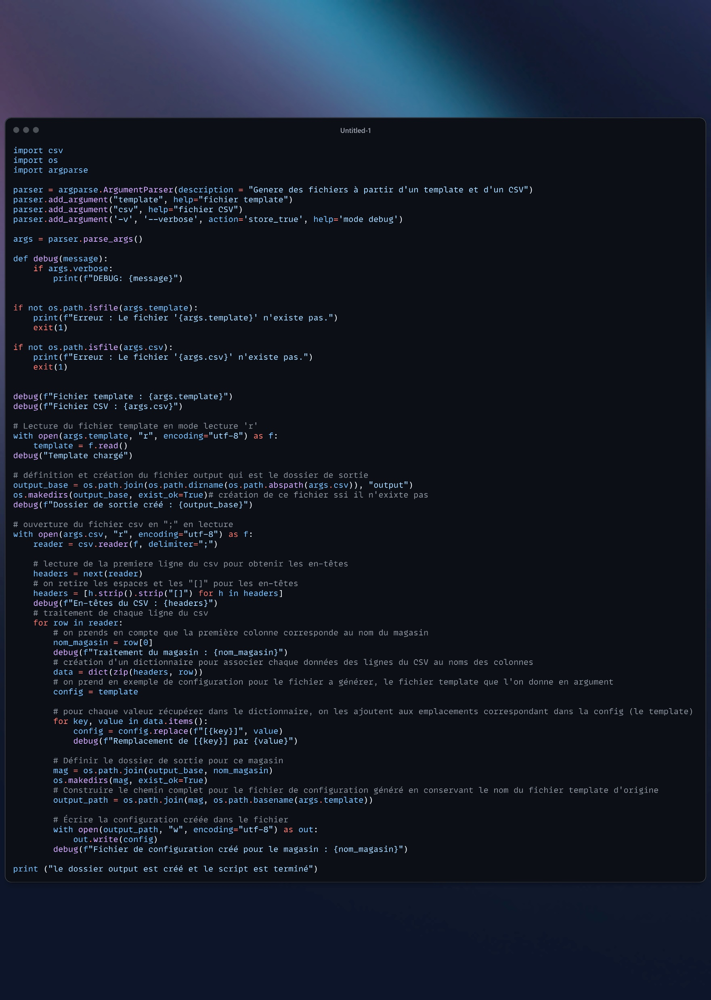 Untitled-1
import csv
import os
import argparse
parser = argparse.ArgumentParser(description = "Genere des fichiers à partir d'un template et d'un CSV")
parser.add_argument("template", help="fichier template")
parser.add_argument("csv", help="fichier CSV")
parser.add_argument('-v', '--verbose', action='store_true', help='mode debug')
args = parser.parse_args()
def debug(message):
    if args.verbose:
        print(f"DEBUG: {message}")
if not os.path.isfile(args.template):
    print(f"Erreur : Le fichier '{args.template}' n'existe pas.")
    exit(1)
if not os.path.isfile(args.csv):
    print(f"Erreur : Le fichier '{args.csv}' n'existe pas.")
    exit(1)
debug(f"Fichier template : {args.template}")
debug(f"Fichier CSV : {args.csv}")
# Lecture du fichier template en mode lecture 'r'
with open(args.template, "r", encoding="utf-8") as f:
    template = f.read()
debug("Template chargé")
# définition et création du fichier output qui est le dossier de sortie
output_base = os.path.join(os.path.dirname(os.path.abspath(args.csv)), "output")
os.makedirs(output_base, exist_ok=True)# création de ce fichier ssi il n'exixte pas
debug(f"Dossier de sortie créé : {output_base}")
# ouverture du fichier csv en ";" en lecture
with open(args.csv, "r", encoding="utf-8") as f:
    reader = csv.reader(f, delimiter=";")
    # lecture de la premiere ligne du csv pour obtenir les en-têtes
    headers = next(reader)
    # on retire les espaces et les "[]" pour les en-têtes
    headers = [h.strip().strip("[]") for h in headers]
    debug(f"En-têtes du CSV : {headers}")
    # traitement de chaque ligne du csv
    for row in reader:
        # on prends en compte que la première colonne corresponde au nom du magasin
        nom_magasin = row[0]
        debug(f"Traitement du magasin : {nom_magasin}")
        # création d'un dictionnaire pour associer chaque données des lignes du CSV au noms des colonnes
        data = dict(zip(headers, row))
        # on prend en exemple de configuration pour le fichier a générer, le fichier template que l'on donne en argument
        config = template
        # pour chaque valeur récupérer dans le dictionnaire, on les ajoutent aux emplacements correspondant dans la config (le template)
        for key, value in data.items():
            config = config.replace(f"[{key}]", value)
            debug(f"Remplacement de [{key}] par {value}")
        # Définir le dossier de sortie pour ce magasin
        mag = os.path.join(output_base, nom_magasin)
        os.makedirs(mag, exist_ok=True)
        # Construire le chemin complet pour le fichier de configuration généré en conservant le nom du fichier template d'origine
        output_path = os.path.join(mag, os.path.basename(args.template))
        # Écrire la configuration créée dans le fichier
        with open(output_path, "w", encoding="utf-8") as out:
            out.write(config)
        debug(f"Fichier de configuration créé pour le magasin : {nom_magasin}")
print ("le dossier output est créé et le script est terminé")